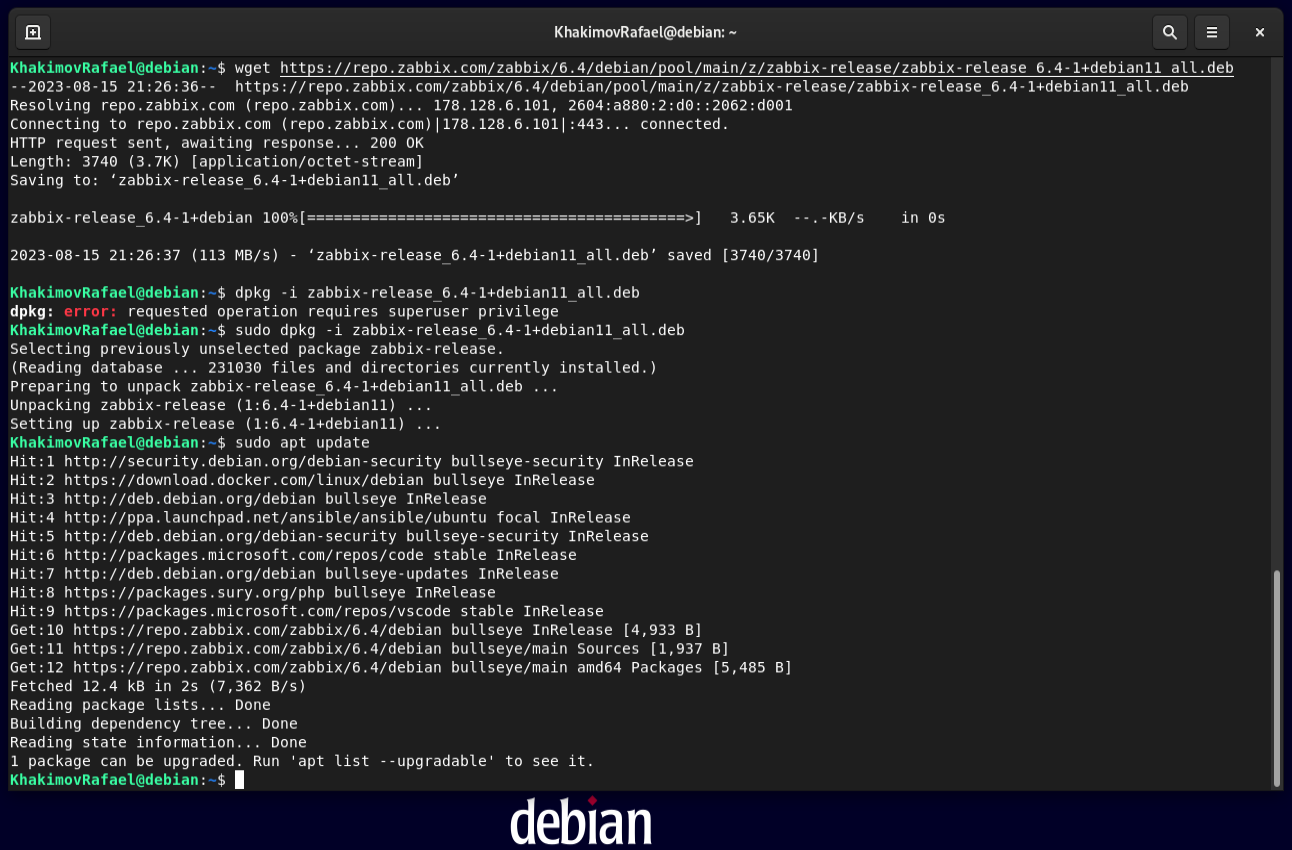 KhakimovRafael@debian: ~
KhakimovRafael@debian:~$ wget https://repo.zabbix.com/zabbix/6.4/debian/pool/main/z/zabbix-release/zabbix-release_6.4-1+debian11_all.deb
--2023-08-15 21:26:36--  https://repo.zabbix.com/zabbix/6.4/debian/pool/main/z/zabbix-release/zabbix-release_6.4-1+debian11_all.deb
Resolving repo.zabbix.com (repo.zabbix.com)... 178.128.6.101, 2604:a880:2:d0::2062:d001
Connecting to repo.zabbix.com (repo.zabbix.com)|178.128.6.101|:443... connected.
HTTP request sent, awaiting response... 200 OK
Length: 3740 (3.7K) [application/octet-stream]
Saving to: ‘zabbix-release_6.4-1+debian11_all.deb’
zabbix-release_6.4-1+debian 100%[==========================================>]   3.65K  --.-KB/s    in 0s
2023-08-15 21:26:37 (113 MB/s) - ‘zabbix-release_6.4-1+debian11_all.deb’ saved [3740/3740]
KhakimovRafael@debian:~$ dpkg -i zabbix-release_6.4-1+debian11_all.deb
dpkg: error: requested operation requires superuser privilege
KhakimovRafael@debian:~$ sudo dpkg -i zabbix-release_6.4-1+debian11_all.deb
Selecting previously unselected package zabbix-release.
(Reading database ... 231030 files and directories currently installed.)
Preparing to unpack zabbix-release_6.4-1+debian11_all.deb ...
Unpacking zabbix-release (1:6.4-1+debian11) ...
Setting up zabbix-release (1:6.4-1+debian11) ...
KhakimovRafael@debian:~$ sudo apt update
Hit:1 http://security.debian.org/debian-security bullseye-security InRelease
Hit:2 https://download.docker.com/linux/debian bullseye InRelease
Hit:3 http://deb.debian.org/debian bullseye InRelease
Hit:4 http://ppa.launchpad.net/ansible/ansible/ubuntu focal InRelease
Hit:5 http://deb.debian.org/debian-security bullseye-security InRelease
Hit:6 http://packages.microsoft.com/repos/code stable InRelease
Hit:7 http://deb.debian.org/debian bullseye-updates InRelease
Hit:8 https://packages.sury.org/php bullseye InRelease
Hit:9 https://packages.microsoft.com/repos/vscode stable InRelease
Get:10 https://repo.zabbix.com/zabbix/6.4/debian bullseye InRelease [4,933 B]
Get:11 https://repo.zabbix.com/zabbix/6.4/debian bullseye/main Sources [1,937 B]
Get:12 https://repo.zabbix.com/zabbix/6.4/debian bullseye/main amd64 Packages [5,485 B]
Fetched 12.4 kB in 2s (7,362 B/s)
Reading package lists... Done
Building dependency tree... Done
Reading state information... Done
1 package can be upgraded. Run 'apt list --upgradable' to see it.
KhakimovRafael@debian:~$
debian